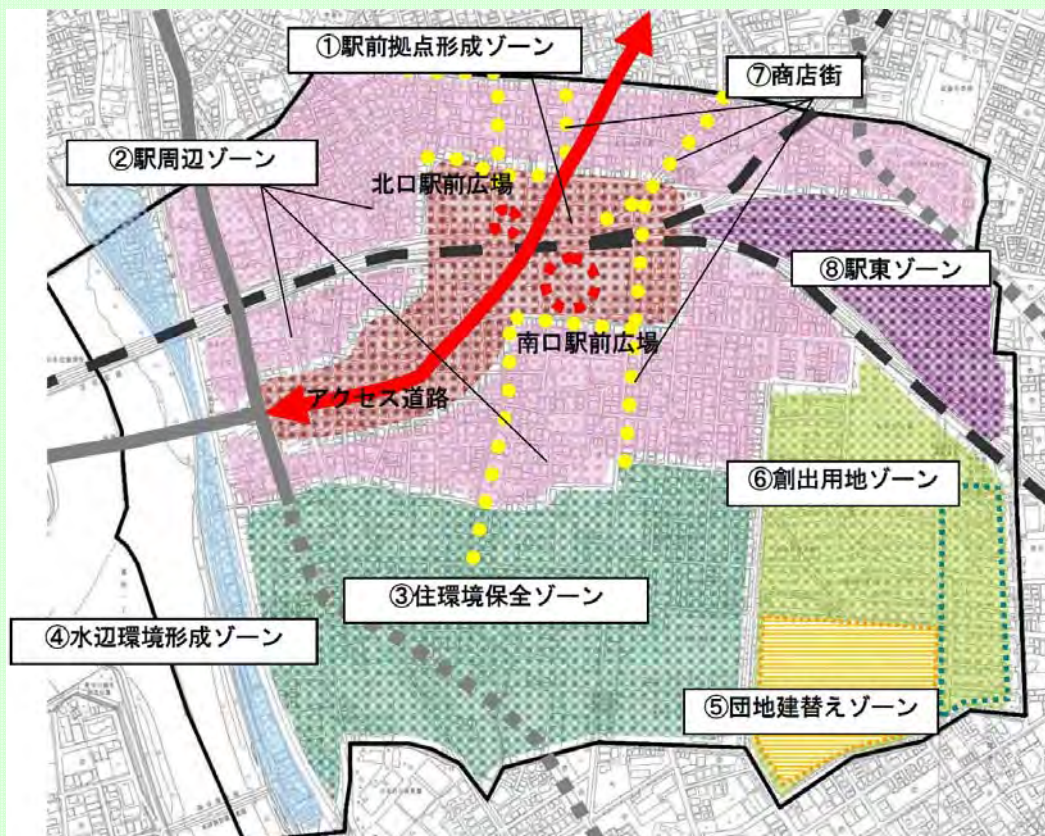 ①駅前拠点形成ゾーン
⑦商店街
②駅周辺ゾーン
北口駅前広場
⑧駅東ゾーン
南口駅前広場
アクセス道路
⑥創出用地ゾーン
③住環境保全ゾーン
④水辺環境形成ゾーン
⑤団地建替えゾーン